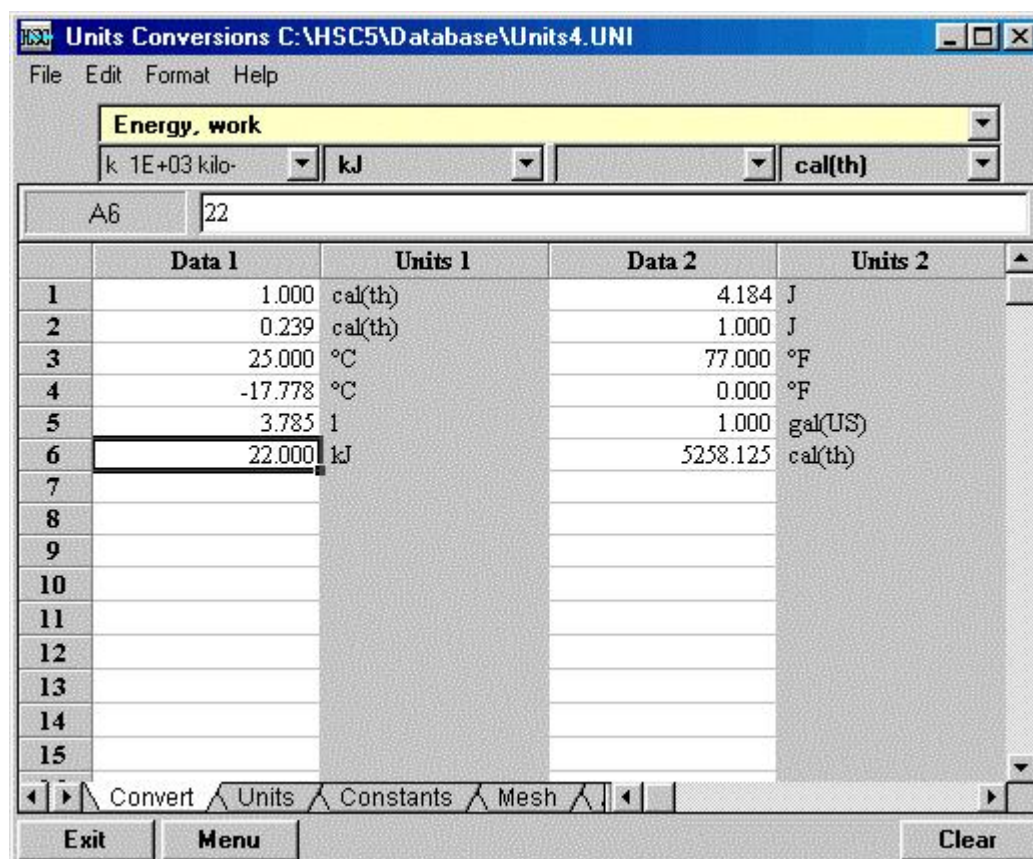 HSC Units Conversions C:\HSC5\Database\Units4.UNI
File Edit Format Help
Energy, work
k 1E+03 kilo- kJ cal(th)
A6 22
Data 1 Units 1 Data 2 Units 2
1 1.000 cal(th) 4.184 J
2 0.239 cal(th) 1.000 J
3 25.000 °C 77.000 °F
4 -17.778 °C 0.000 °F
5 3.785 l 1.000 gal(US)
6 22.000 kJ 5258.125 cal(th)
7
8
9
10
11
12
13
14
15
Convert Units Constants Mesh
Exit Menu Clear